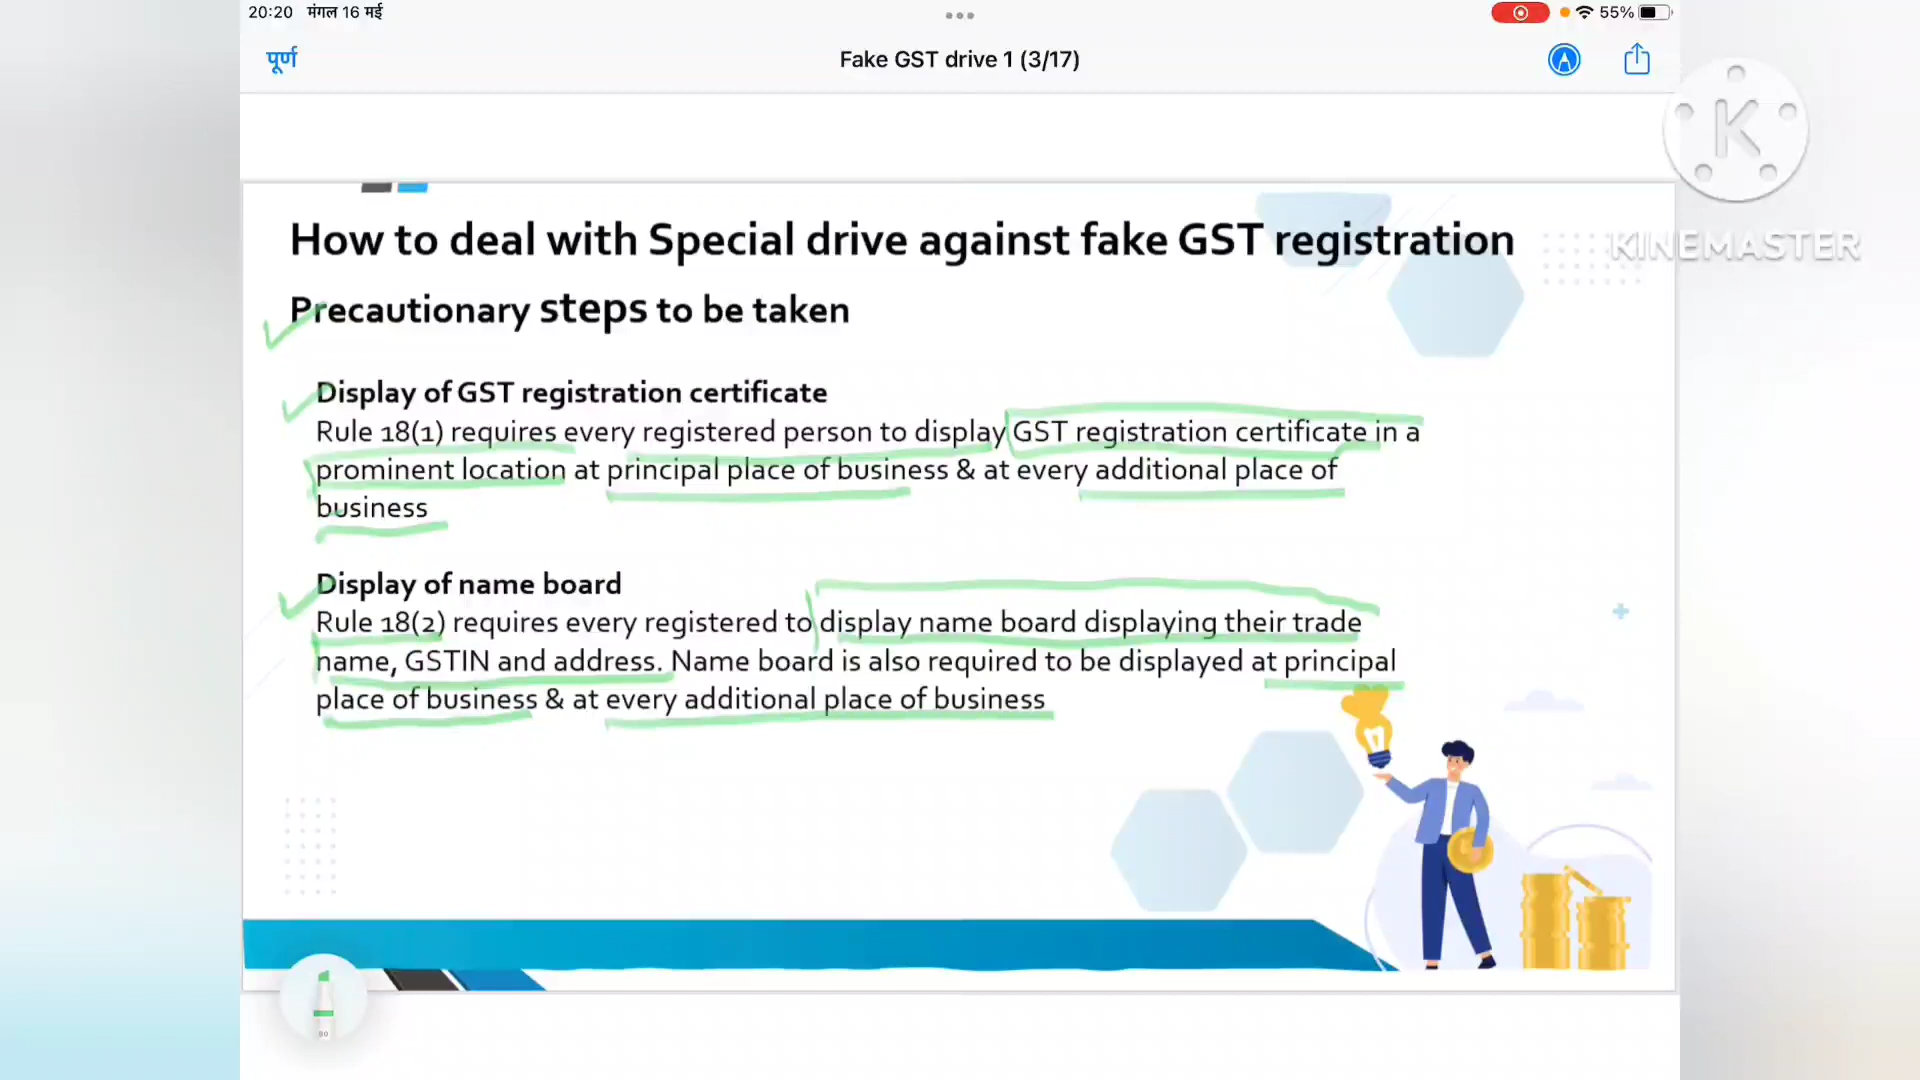 20:20 मंगल 16 मई
55%
पूर्ण
Fake GST drive 1 (3/17)
K
KINEMASTER
How to deal with Special drive against fake GST registration
Precautionary steps to be taken
Display of GST registration certificate
Rule 18(1) requires every registered person to display GST registration certificate in a
prominent location at principal place of business & at every additional place of
business
Display of name board
Rule 18(2) requires every registered to display name board displaying their trade
name, GSTIN and address. Name board is also required to be displayed at principal
place of business & at every additional place of business